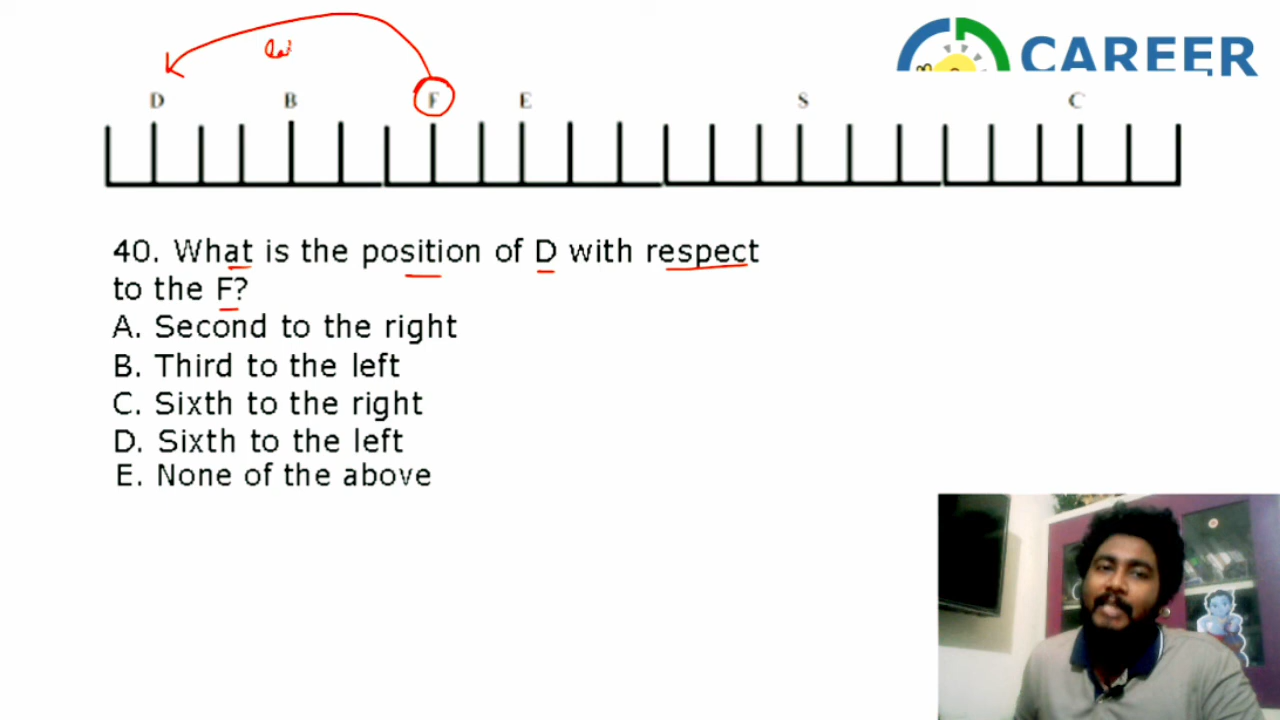 CAREER
D B F E S C
40. What is the position of D with respect
to the F?
A. Second to the right
B. Third to the left
C. Sixth to the right
D. Sixth to the left
E. None of the above